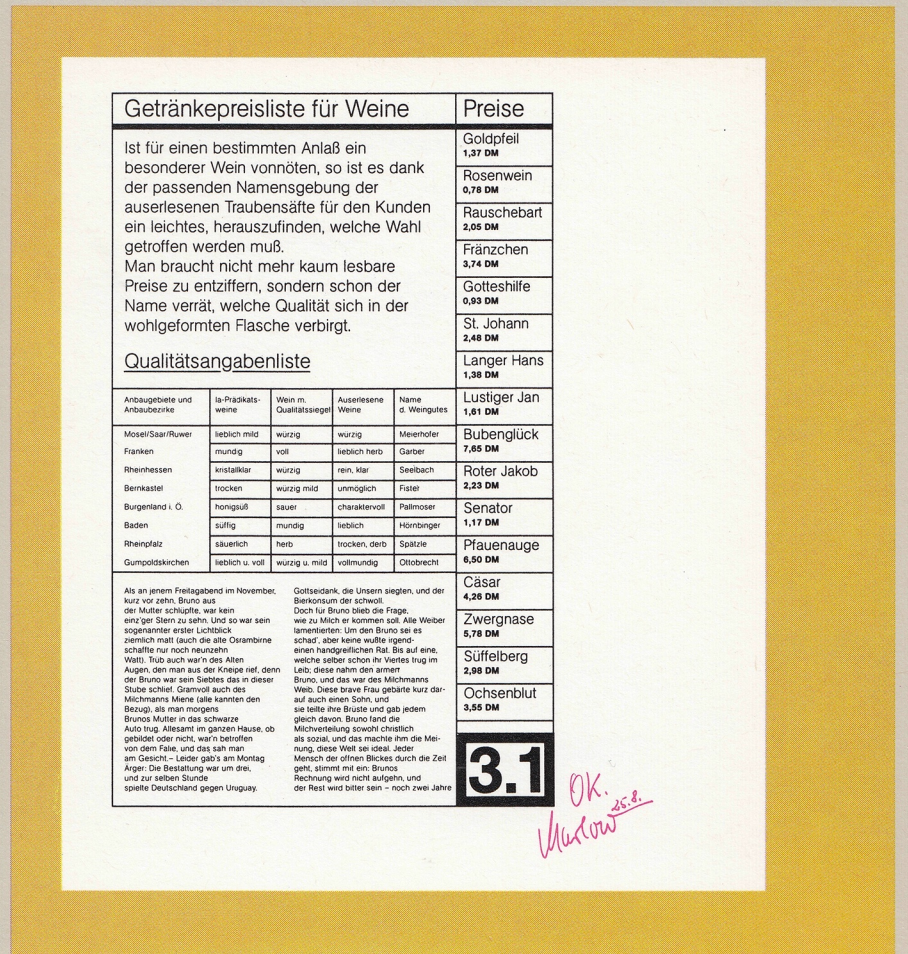 Getränkepreisliste für Weine
Ist für einen bestimmten Anlaß ein
besonderer Wein vonnöten, so ist es dank
der passenden Namensgebung der
auserlesenen Traubensäfte für den Kunden
ein leichtes, herauszufinden, welche Wahl
getroffen werden muß.
Man braucht nicht mehr kaum lesbare
Preise zu entziffern, sondern schon der
Name verrät, welche Qualität sich in der
wohlgeformten Flasche verbirgt.
Qualitätsangabenliste
Anbaugebiete und Ia-Prädikats- Wein m. Auserlesene Name
Anbaubezirke weine Qualitätssiegel Weine d. Weingutes
Mosel/Saar/Ruwer lieblich mild würzig würzig Meierhofer
Franken mundig voll lieblich herb Garber
Rheinhessen kristallklar würzig rein, klar Seelbach
Bernkastel trocken würzig mild unmöglich Fistel
Burgenland i. Ö. honigsüß sauer charaktervoll Pallmoser
Baden süffig mundig lieblich Hörnbinger
Rheinpfalz säuerlich herb trocken, derb Spätzle
Gumpoldskirchen lieblich u. voll würzig u. mild vollmundig Ottobrecht
Als an jenem Freitagabend im November,
kurz vor zehn, Bruno aus
der Mutter schlüpfte, war kein
einz'ger Stern zu sehn. Und so war sein
sogenannter erster Lichtblick
ziemlich matt (auch die alte Osrambirne
schaffte nur noch neunzehn
Watt). Trüb auch war'n des Alten
Augen, den man aus der Kneipe rief, denn
der Bruno war sein Siebtes das in dieser
Stube schlief. Gramvoll auch des
Milchmanns Miene (alle kannten den
Bezug), als man morgens
Brunos Mutter in das schwarze
Auto trug. Allesamt im ganzen Hause, ob
gebildet oder nicht, war'n betroffen
von dem Falle, und das sah man
am Gesicht.– Leider gab's am Montag
Ärger: Die Bestattung war um drei,
und zur selben Stunde
spielte Deutschland gegen Uruguay.
Gottseidank, die Unsern siegten, und der
Bierkonsum der schwoll.
Doch für Bruno blieb die Frage,
wie zu Milch er kommen soll. Alle Weiber
lamentierten: Um den Bruno sei es
schad', aber keine wußte irgend-
einen handgreiflichen Rat. Bis auf eine,
welche selber schon ihr Viertes trug im
Leib; diese nahm den armen
Bruno, und das war des Milchmanns
Weib. Diese brave Frau gebärte kurz dar-
auf auch einen Sohn, und
sie teilte ihre Brüste und gab jedem
gleich davon. Bruno fand die
Milchverteilung sowohl christlich
als sozial, und das machte ihm die Mei-
nung, diese Welt sei ideal. Jeder
Mensch der offnen Blickes durch die Zeit
geht, stimmt mit ein: Brunos
Rechnung wird nicht aufgehn, und
der Rest wird bitter sein – noch zwei Jahre
Preise
Goldpfeil
1,37 DM
Rosenwein
0,78 DM
Rauschebart
2,05 DM
Fränzchen
3,74 DM
Gotteshilfe
0,93 DM
St. Johann
2,48 DM
Langer Hans
1,38 DM
Lustiger Jan
1,61 DM
Bubenglück
7,65 DM
Roter Jakob
2,23 DM
Senator
1,17 DM
Pfauenauge
6,50 DM
Cäsar
4,26 DM
Zwergnase
5,78 DM
Süffelberg
2,98 DM
Ochsenblut
3,55 DM
3.1
OK.
Marlow 25.8.